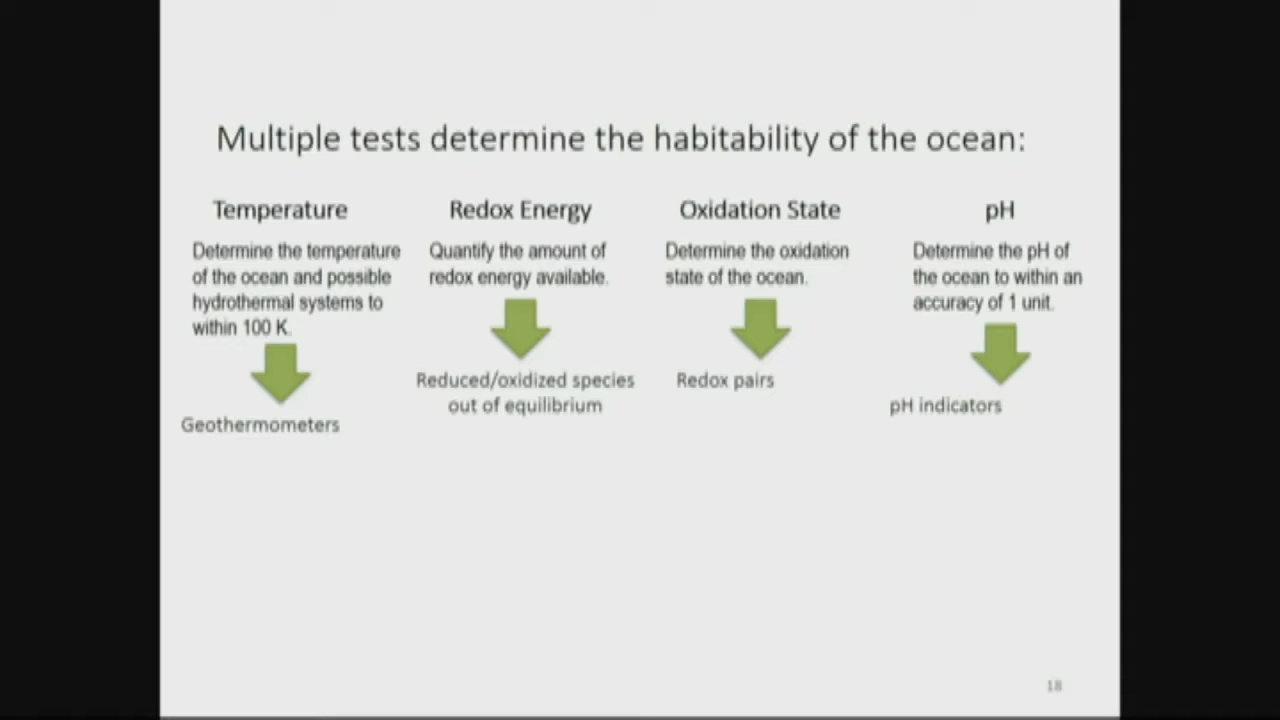 Multiple tests determine the habitability of the ocean:
Temperature
Determine the temperature
of the ocean and possible
hydrothermal systems to
within 100 K.
Geothermometers
Redox Energy
Quantify the amount of
redox energy available.
Reduced/oxidized species
out of equilibrium
Oxidation State
Determine the oxidation
state of the ocean.
Redox pairs
pH
Determine the pH of
the ocean to within an
accuracy of 1 unit.
pH indicators
18